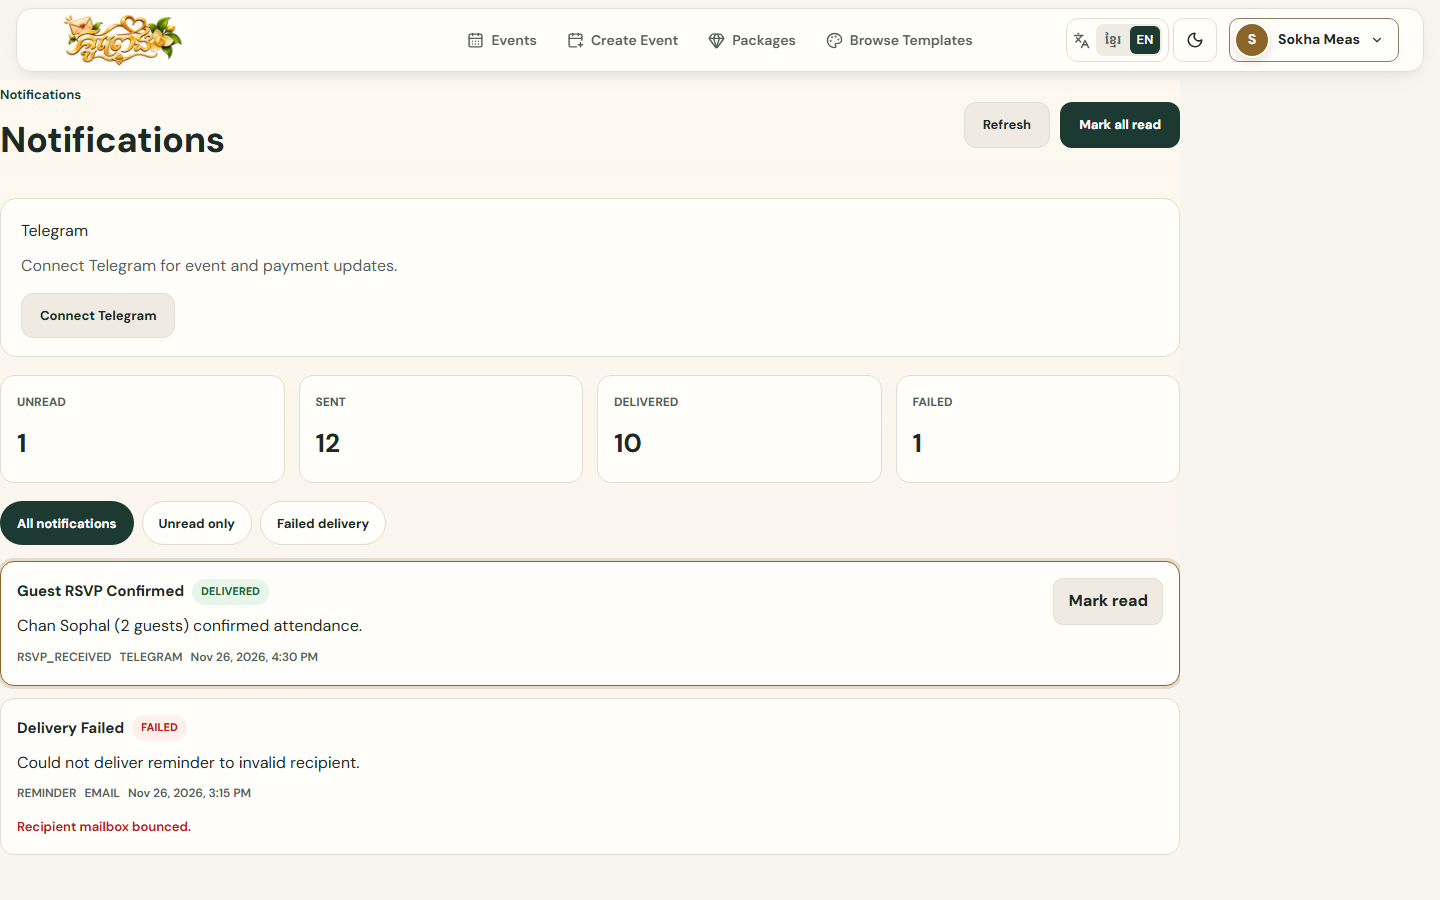 Events
Create Event
Packages
Browse Templates
ខ្មែរ
EN
S
Sokha Meas
Notifications
Notifications
Refresh
Mark all read
Telegram
Connect Telegram for event and payment updates.
Connect Telegram
UNREAD
1
SENT
12
DELIVERED
10
FAILED
1
All notifications
Unread only
Failed delivery
Guest RSVP Confirmed DELIVERED
Mark read
Chan Sophal (2 guests) confirmed attendance.
RSVP_RECEIVED TELEGRAM Nov 26, 2026, 4:30 PM
Delivery Failed FAILED
Could not deliver reminder to invalid recipient.
REMINDER EMAIL Nov 26, 2026, 3:15 PM
Recipient mailbox bounced.